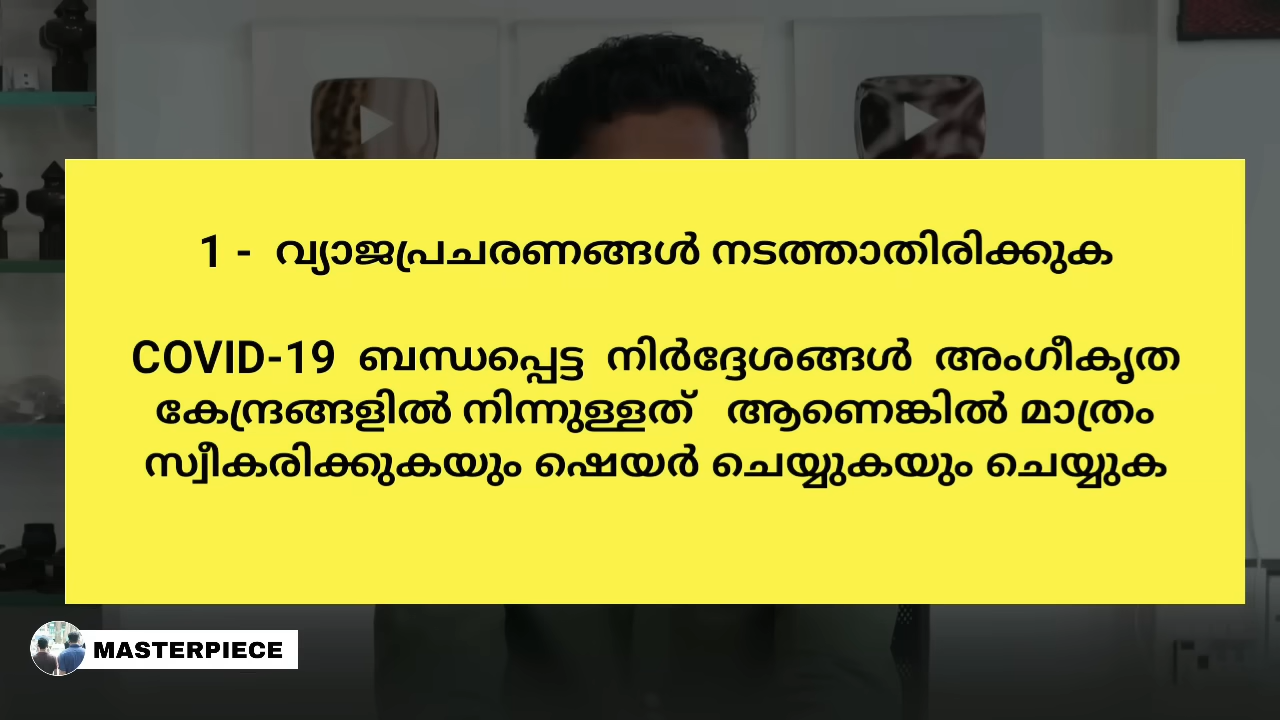 1 - വ്യാജപ്രചരണങ്ങൾ നടത്താതിരിക്കുക
COVID-19 ബന്ധപ്പെട്ട നിർദ്ദേശങ്ങൾ അംഗീകൃത
കേന്ദ്രങ്ങളിൽ നിന്നുള്ളത് ആണെങ്കിൽ മാത്രം
സ്വീകരിക്കുകയും ഷെയർ ചെയ്യുകയും ചെയ്യുക
MASTERPIECE